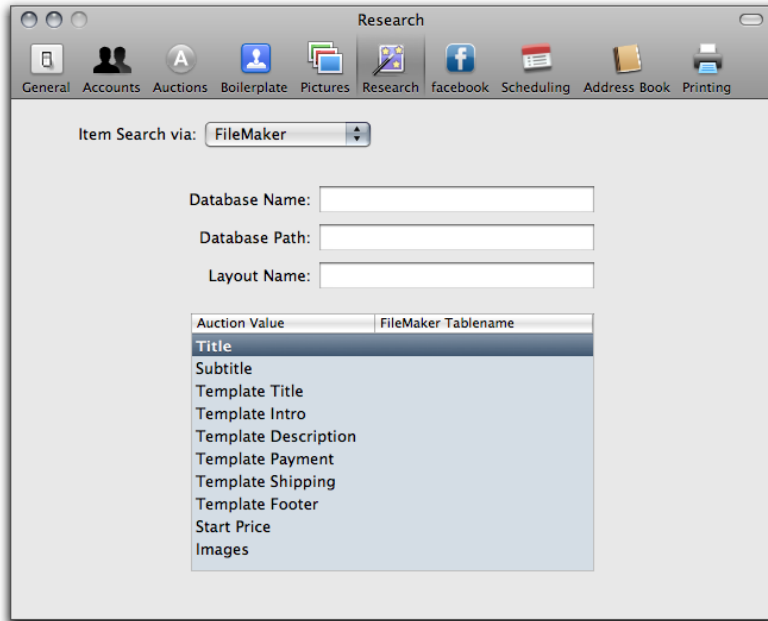 Research
General Accounts Auctions Boilerplate Pictures Research facebook Scheduling Address Book Printing
Item Search via: FileMaker
Database Name:
Database Path:
Layout Name:
Auction Value FileMaker Tablename
Title
Subtitle
Template Title
Template Intro
Template Description
Template Payment
Template Shipping
Template Footer
Start Price
Images